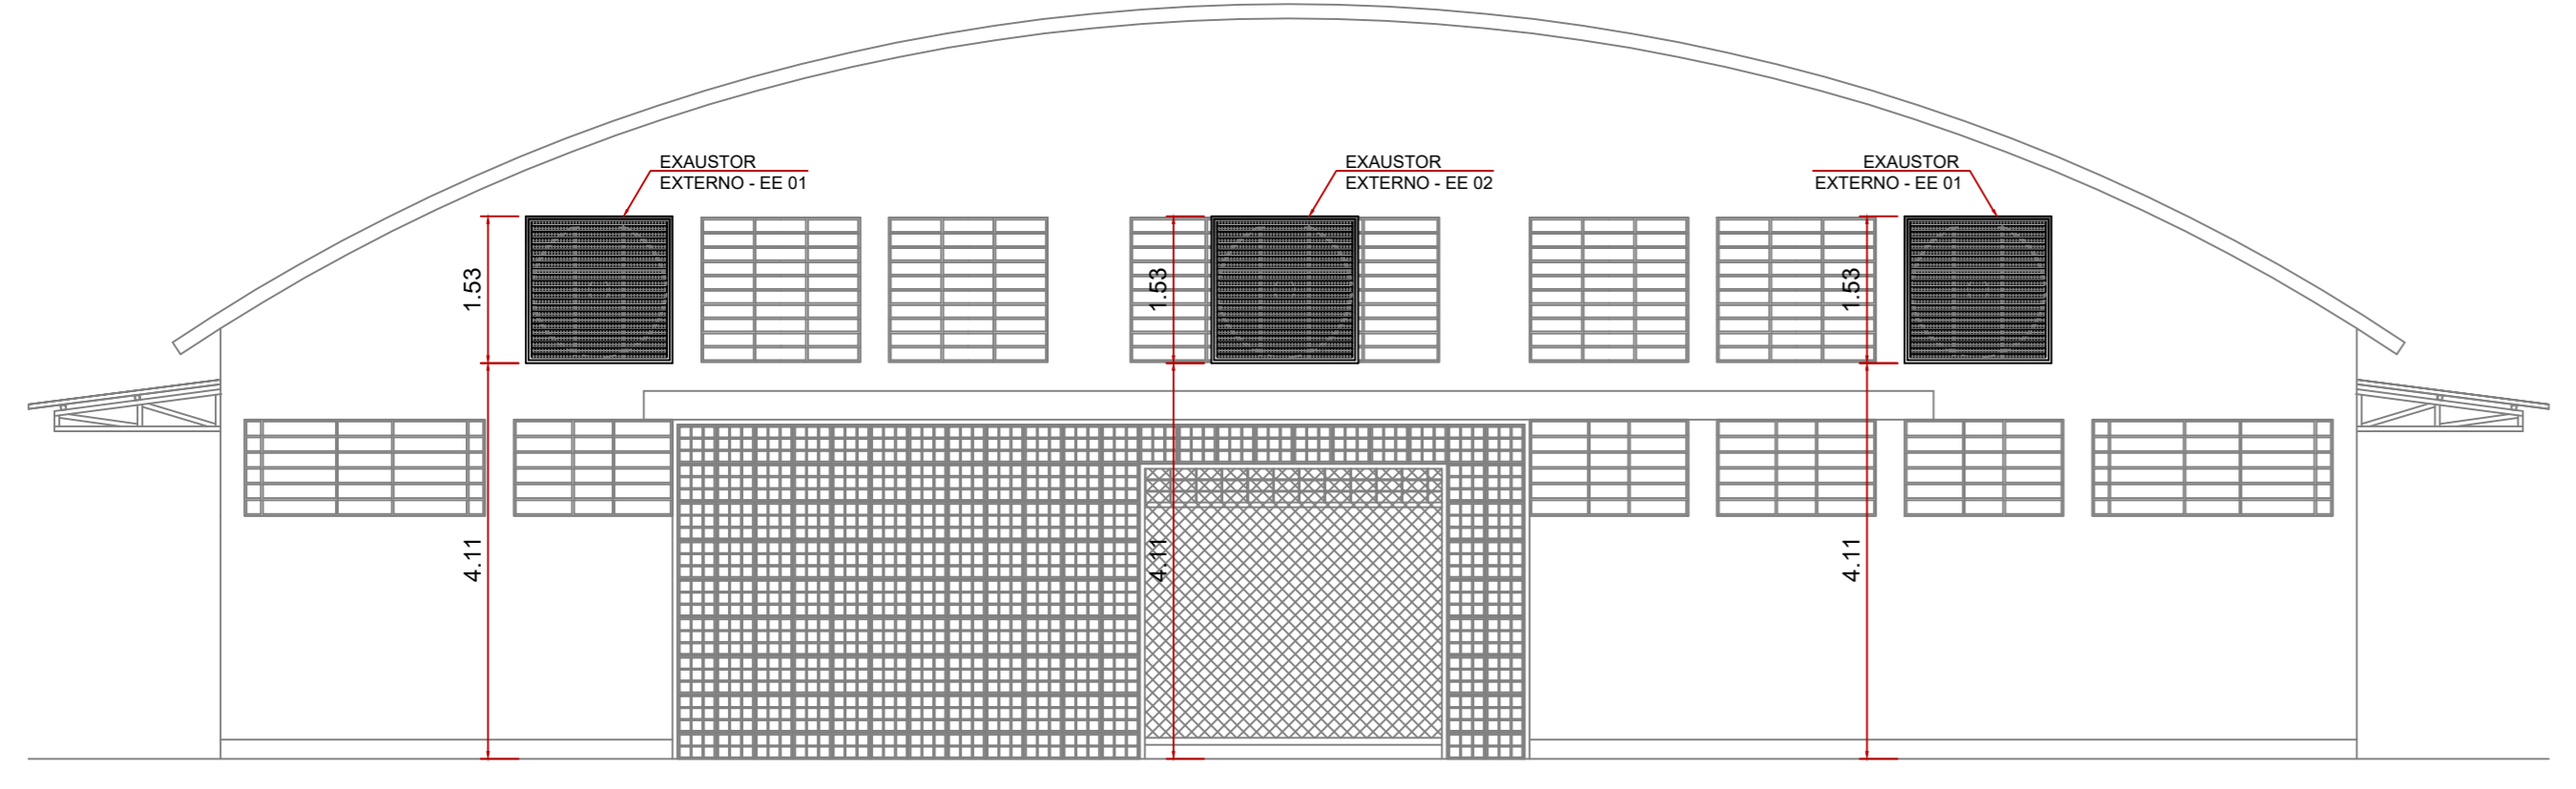 EXAUSTOR
EXTERNO - EE 01
EXAUSTOR
EXTERNO - EE 02
EXAUSTOR
EXTERNO - EE 01
1.53
1.53
1.53
4.11
4.11
4.11